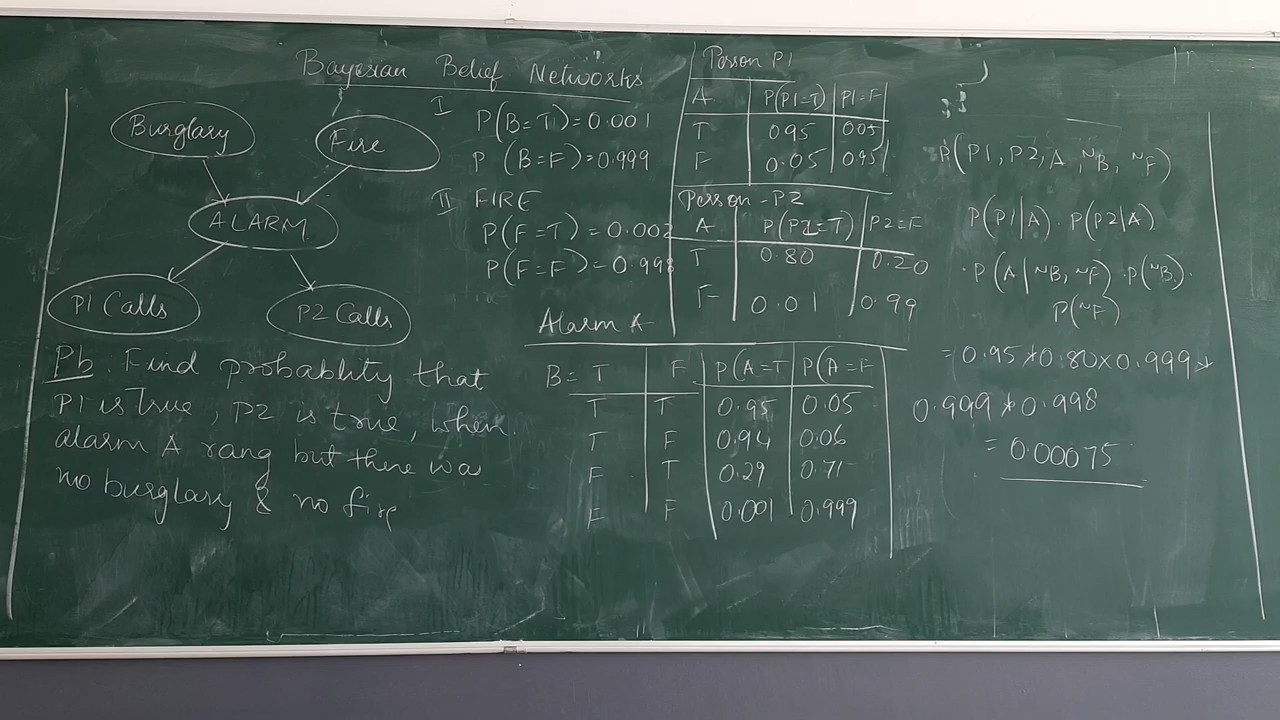 Bayesian Belief Networks
Burglary
Fire
ALARM
P1 Calls
P2 Calls
Pb: Find probablity that
P1 is True, P2 is true, when
alarm A rang but there was
no burglary & no fire
I
P(B=T)=0.001
P (B=F)=0.999
II FIRE
P(F=T)=0.002
P(F=F)=0.998
Person P1
A P(P1=T) P1=F
T 0.95 0.05
F 0.05 0.95
Person - P2
A P(P2=T) P2=F
T 0.80 0.20
F 0.01 0.99
Alarm A
B= T F P(A=T P(A=F
T T 0.95 0.05
T F 0.94 0.06
F T 0.29 0.71
F F 0.001 0.999
P(P1, P2, A, ~B, ~F)
P(P1|A) · P(P2|A)
· P(A|~B, ~F) · P(~B) ·
P(~F)
= 0.95 * 0.80 x 0.999 *
0.999 * 0.998
= 0.00075